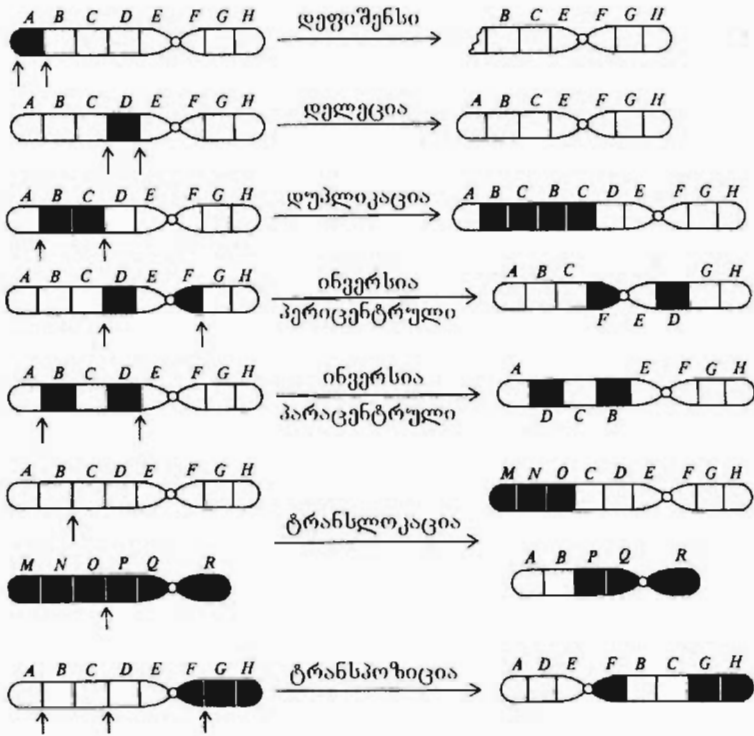 A B C D E F G H დეფიშენსი B C E F G H
A B C D E F G H დელეცია A B C E F G H
A B C D E F G H დუპლიკაცია A B C B C D E F G H
A B C D E F G H ინვერსია A B C G H
პერიცენტრული F E D
A B C D E F G H ინვერსია A E F G H
პარაცენტრული D C B
A B C D E F G H M N O C D E F G H
ტრანსლოკაცია
M N O P Q R A B P Q R
A B C D E F G H ტრანსპოზიცია A D E F B C G H